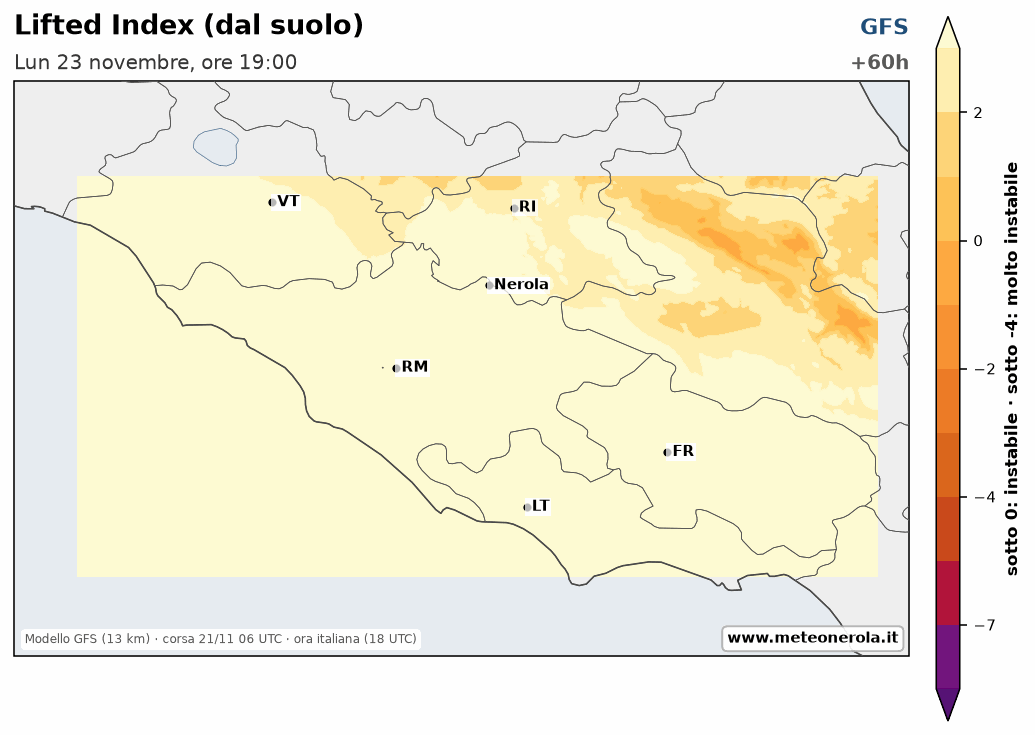 Lifted Index (dal suolo)
GFS
Lun 23 novembre, ore 19:00
+60h
VT
RI
Nerola
RM
FR
LT
2
0
−2
−4
−7
sotto 0: instabile · sotto -4: molto instabile
Modello GFS (13 km) · corsa 21/11 06 UTC · ora italiana (18 UTC)
www.meteonerola.it